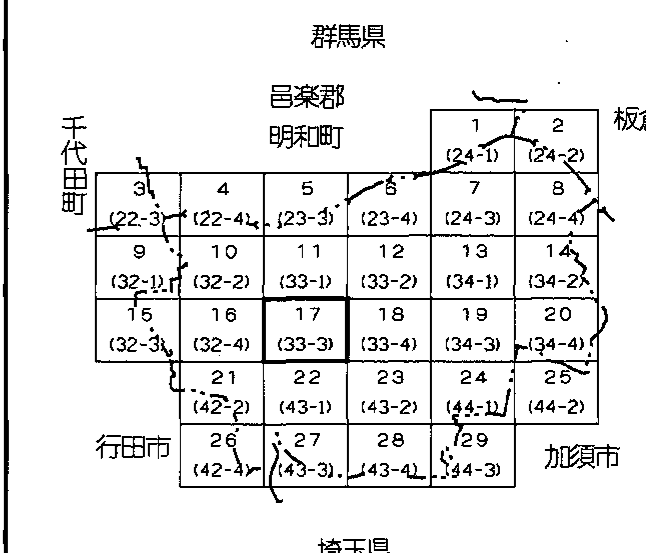 群馬県
邑楽郡
明和町
千代田町
板倉
1 2
(24-1) (24-2)
3 4 5 6 7 8
(22-3) (22-4) (23-3) (23-4) (24-3) (24-4)
9 10 11 12 13 14
(32-1) (32-2) (33-1) (33-2) (34-1) (34-2)
15 16 17 18 19 20
(32-3) (32-4) (33-3) (33-4) (34-3) (34-4)
21 22 23 24 25
(42-2) (43-1) (43-2) (44-1) (44-2)
26 27 28 29
(42-4) (43-3) (43-4) (44-3)
行田市
加須市
埼玉県